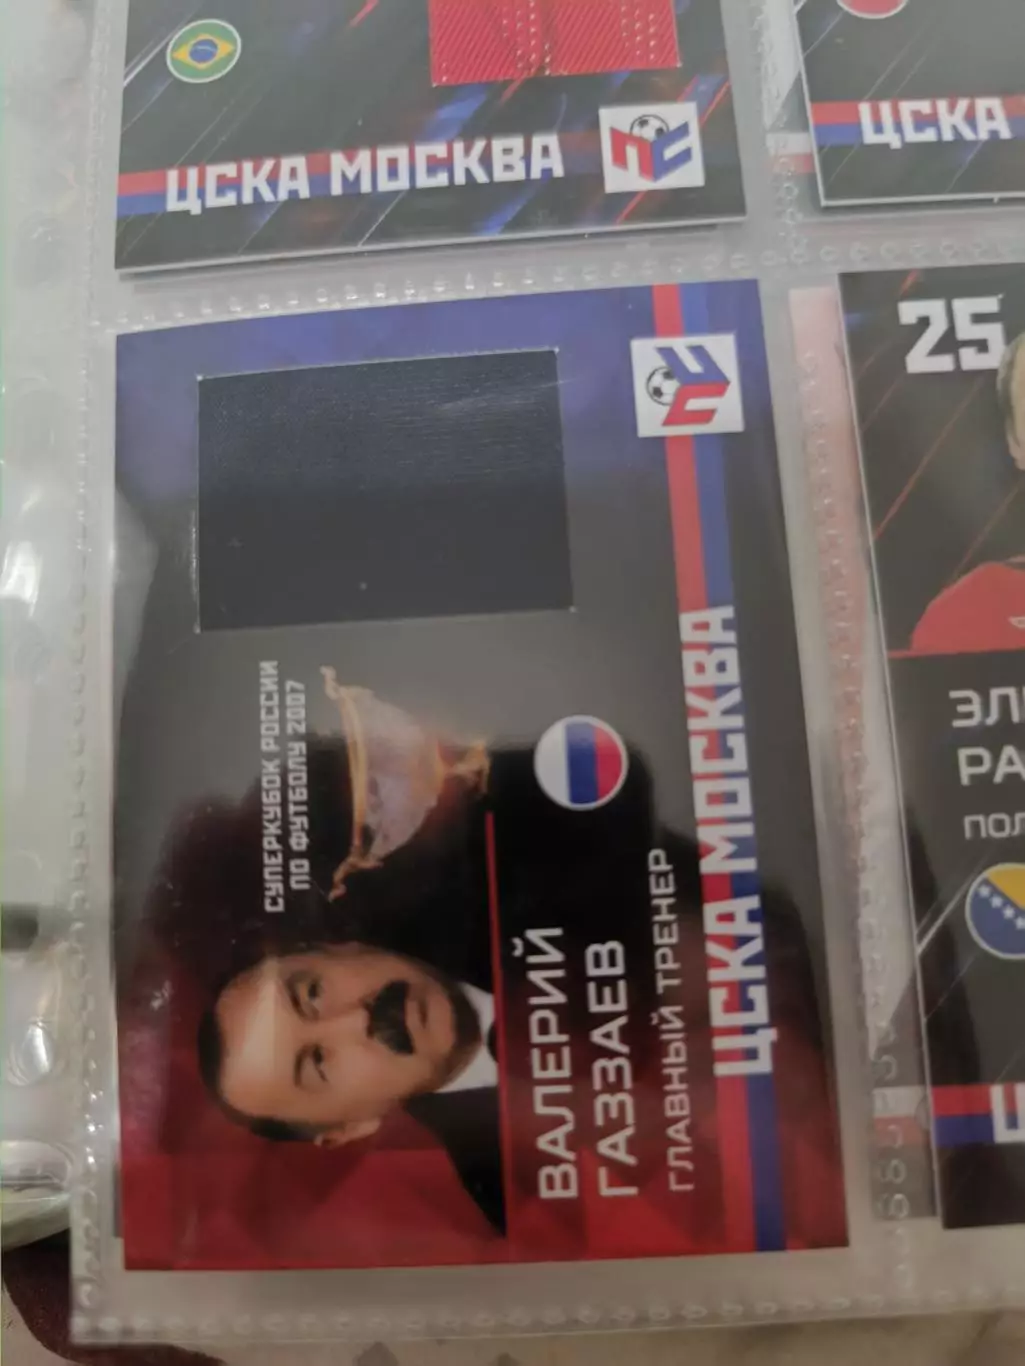 ЦСКА МОСКВА
ЦСКА
СУПЕРКУБОК РОССИИ
ПО ФУТБОЛУ 2007
ВАЛЕРИЙ
ГАЗЗАЕВ
ГЛАВНЫЙ ТРЕНЕР
ЦСКА МОСКВА
25